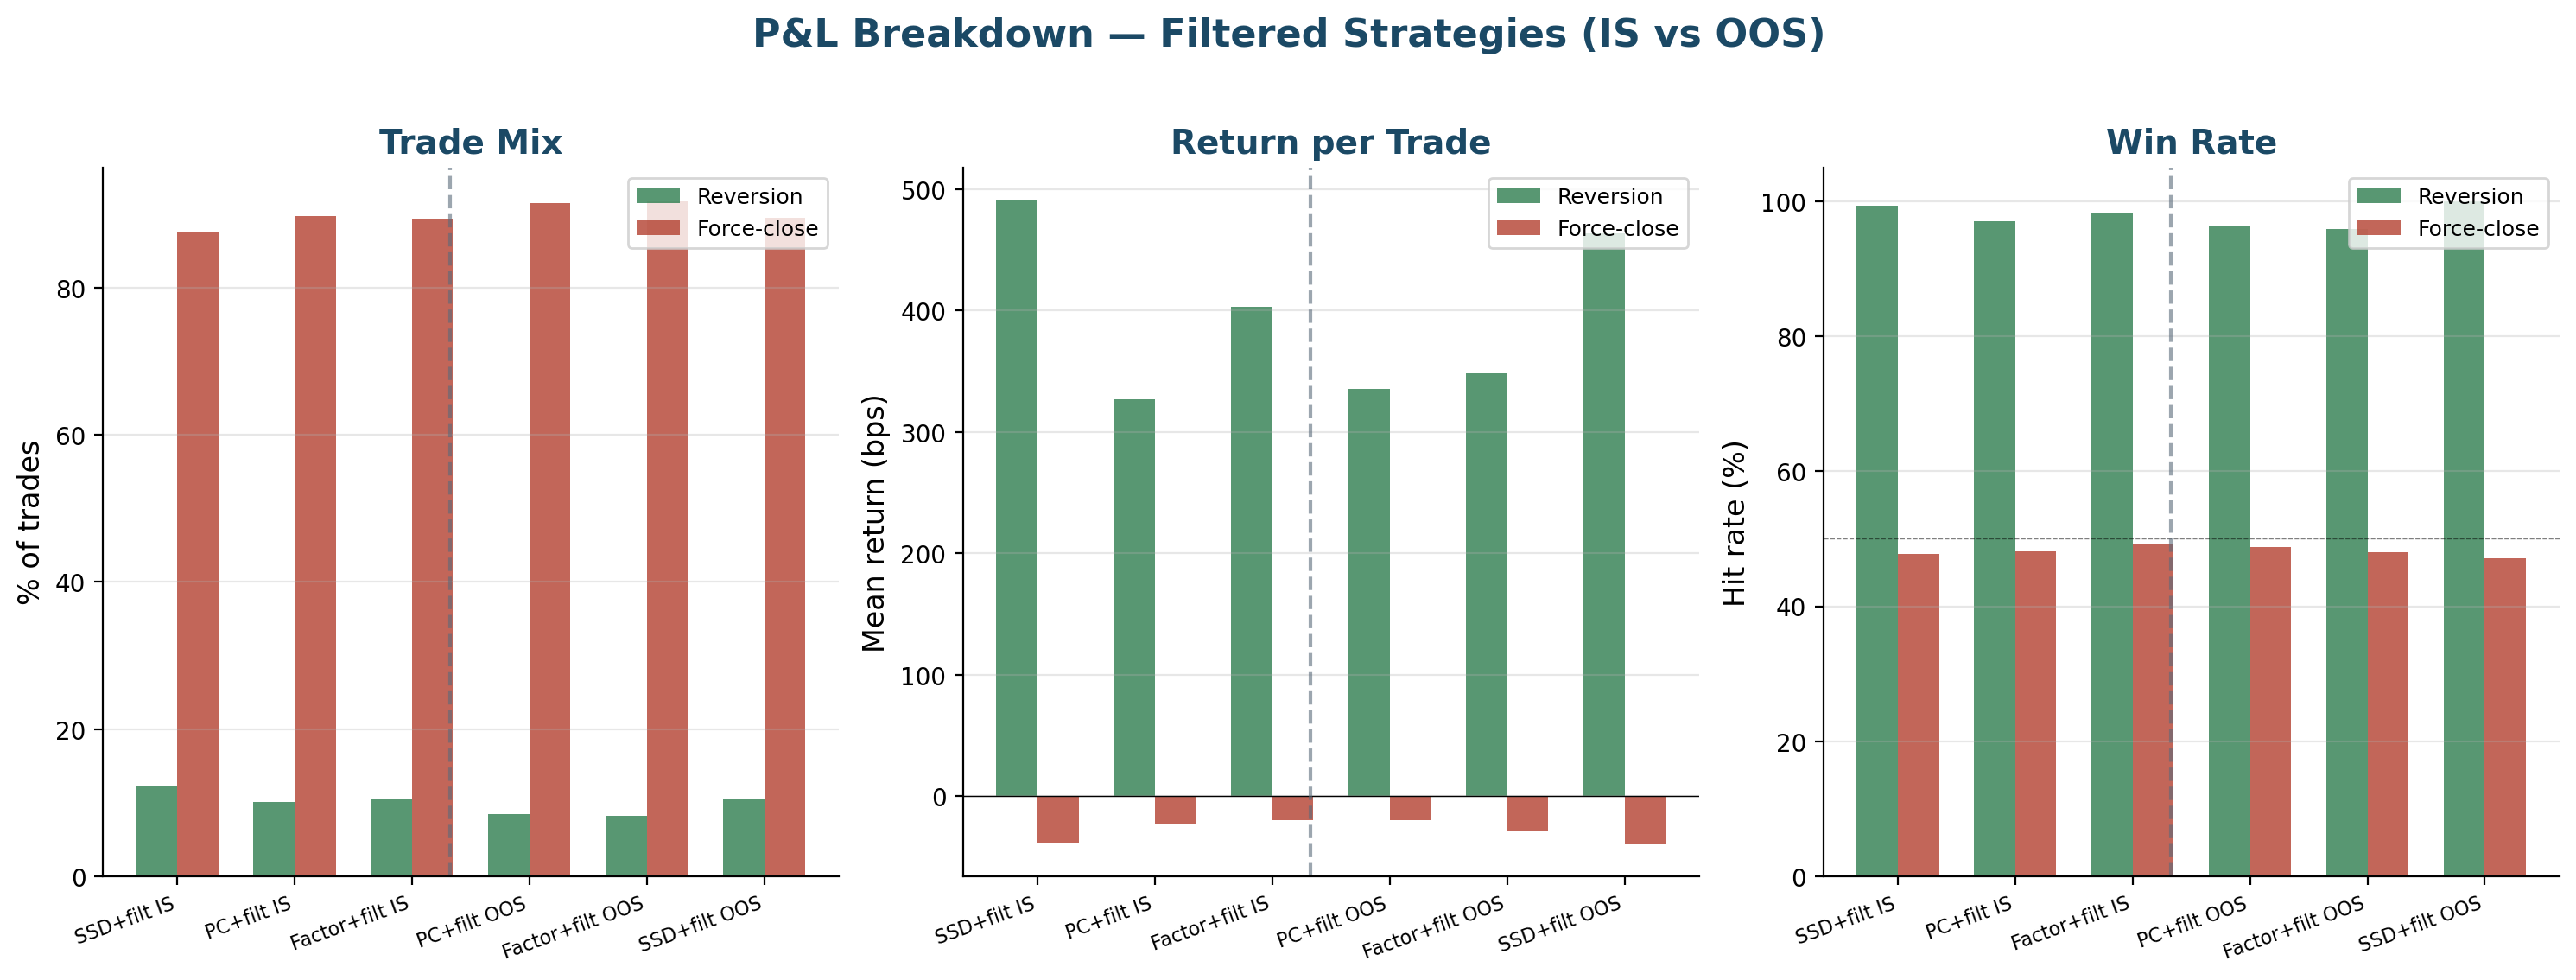 P&L Breakdown — Filtered Strategies (IS vs OOS)
Trade Mix
% of trades
80
60
40
20
0
Reversion
Force-close
SSD+filt IS
PC+filt IS
Factor+filt IS
PC+filt OOS
Factor+filt OOS
SSD+filt OOS
Return per Trade
Mean return (bps)
500
400
300
200
100
0
Reversion
Force-close
SSD+filt IS
PC+filt IS
Factor+filt IS
PC+filt OOS
Factor+filt OOS
SSD+filt OOS
Win Rate
Hit rate (%)
100
80
60
40
20
0
Reversion
Force-close
SSD+filt IS
PC+filt IS
Factor+filt IS
PC+filt OOS
Factor+filt OOS
SSD+filt OOS